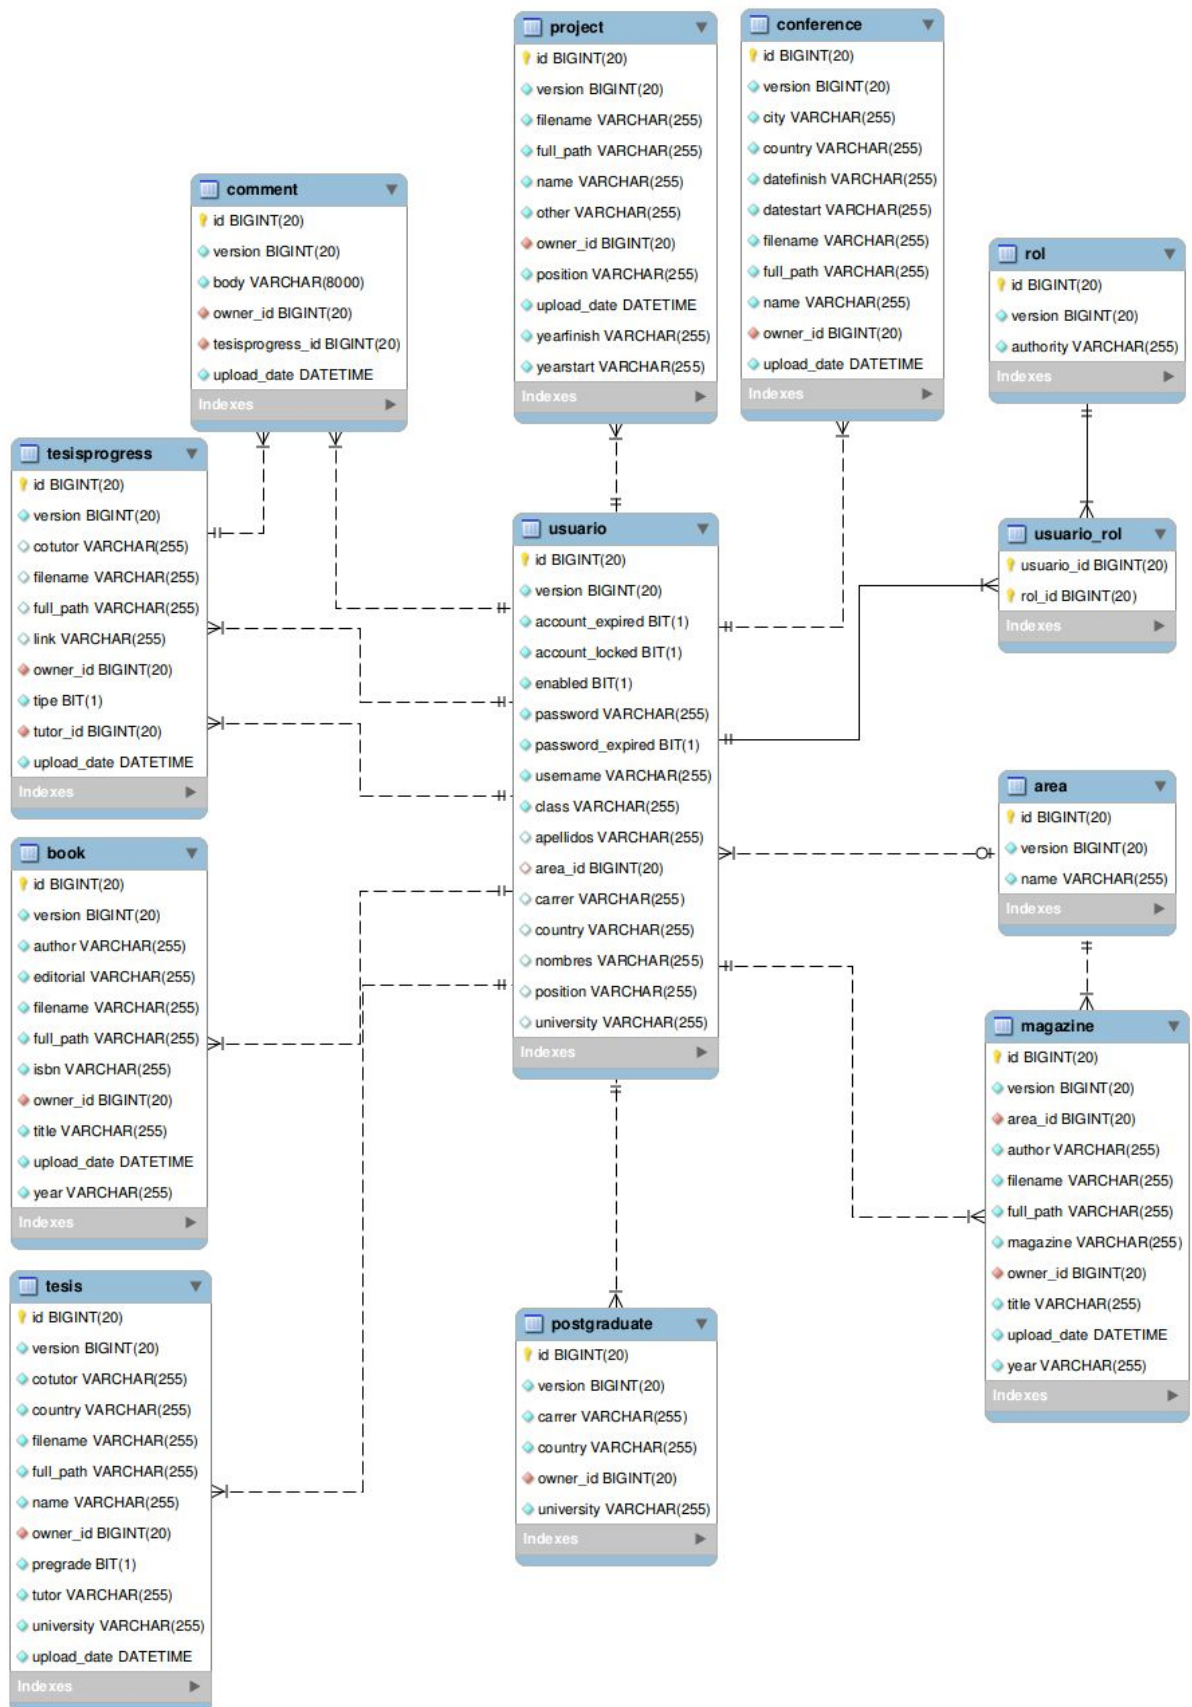 project
id BIGINT(20)
version BIGINT(20)
filename VARCHAR(255)
full_path VARCHAR(255)
name VARCHAR(255)
other VARCHAR(255)
owner_id BIGINT(20)
position VARCHAR(255)
upload_date DATETIME
yearfinish VARCHAR(255)
yearstart VARCHAR(255)
Indexes
conference
id BIGINT(20)
version BIGINT(20)
city VARCHAR(255)
country VARCHAR(255)
datefinish VARCHAR(255)
datestart VARCHAR(255)
filename VARCHAR(255)
full_path VARCHAR(255)
name VARCHAR(255)
owner_id BIGINT(20)
upload_date DATETIME
Indexes
comment
id BIGINT(20)
version BIGINT(20)
body VARCHAR(8000)
owner_id BIGINT(20)
tesisprogress_id BIGINT(20)
upload_date DATETIME
Indexes
rol
id BIGINT(20)
version BIGINT(20)
authority VARCHAR(255)
Indexes
tesisprogress
id BIGINT(20)
version BIGINT(20)
cotutor VARCHAR(255)
filename VARCHAR(255)
full_path VARCHAR(255)
link VARCHAR(255)
owner_id BIGINT(20)
tipe BIT(1)
tutor_id BIGINT(20)
upload_date DATETIME
Indexes
usuario
id BIGINT(20)
version BIGINT(20)
account_expired BIT(1)
account_locked BIT(1)
enabled BIT(1)
password VARCHAR(255)
password_expired BIT(1)
username VARCHAR(255)
class VARCHAR(255)
apellidos VARCHAR(255)
area_id BIGINT(20)
carrer VARCHAR(255)
country VARCHAR(255)
nombres VARCHAR(255)
position VARCHAR(255)
university VARCHAR(255)
Indexes
usuario_rol
usuario_id BIGINT(20)
rol_id BIGINT(20)
Indexes
area
id BIGINT(20)
version BIGINT(20)
name VARCHAR(255)
Indexes
book
id BIGINT(20)
version BIGINT(20)
author VARCHAR(255)
editorial VARCHAR(255)
filename VARCHAR(255)
full_path VARCHAR(255)
isbn VARCHAR(255)
owner_id BIGINT(20)
title VARCHAR(255)
upload_date DATETIME
year VARCHAR(255)
Indexes
magazine
id BIGINT(20)
version BIGINT(20)
area_id BIGINT(20)
author VARCHAR(255)
filename VARCHAR(255)
full_path VARCHAR(255)
magazine VARCHAR(255)
owner_id BIGINT(20)
title VARCHAR(255)
upload_date DATETIME
year VARCHAR(255)
Indexes
tesis
id BIGINT(20)
version BIGINT(20)
cotutor VARCHAR(255)
country VARCHAR(255)
filename VARCHAR(255)
full_path VARCHAR(255)
name VARCHAR(255)
owner_id BIGINT(20)
pregrade BIT(1)
tutor VARCHAR(255)
university VARCHAR(255)
upload_date DATETIME
Indexes
postgraduate
id BIGINT(20)
version BIGINT(20)
carrer VARCHAR(255)
country VARCHAR(255)
owner_id BIGINT(20)
university VARCHAR(255)
Indexes